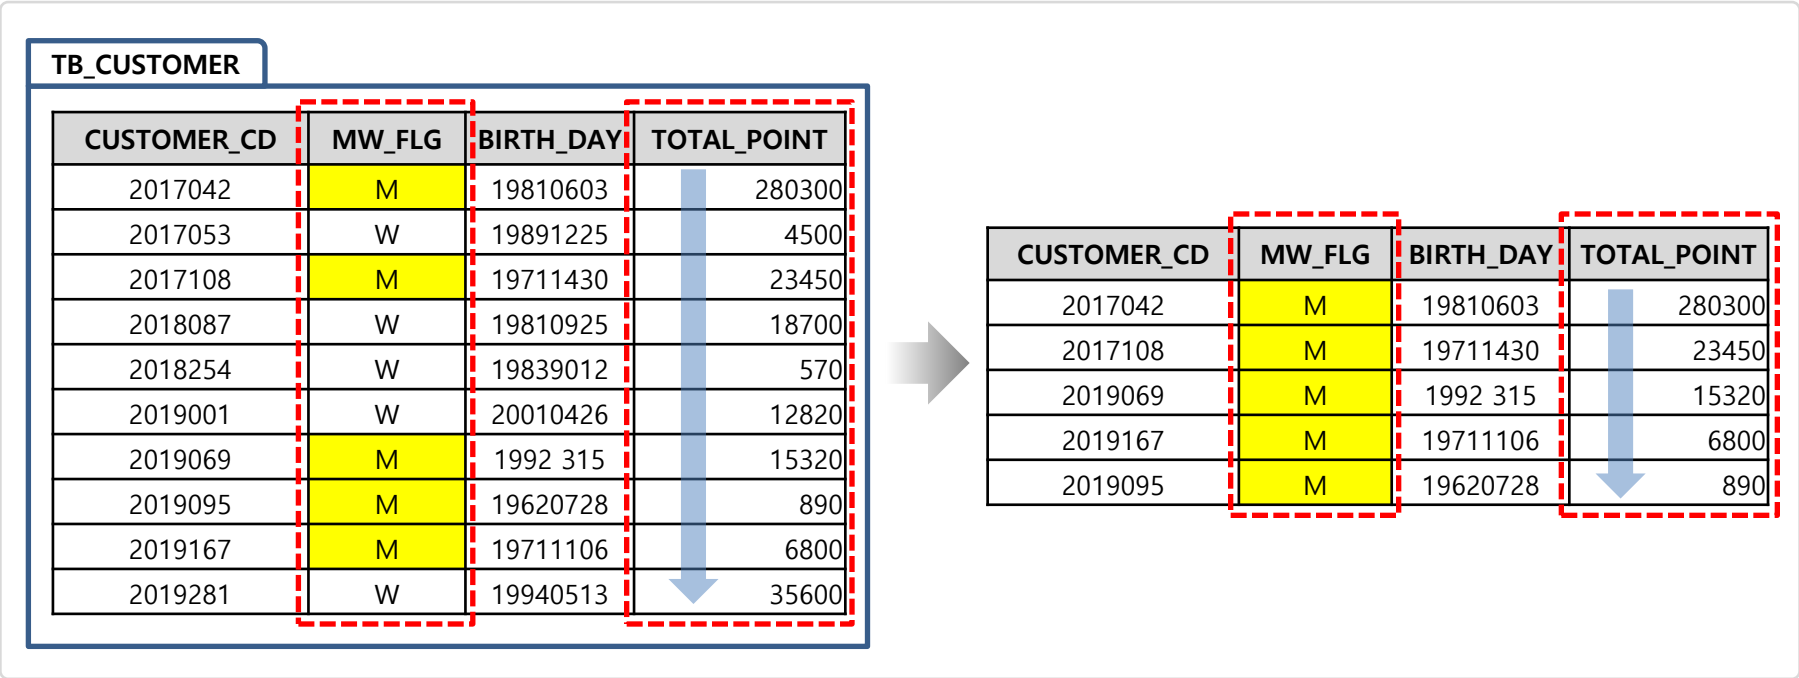 TB_CUSTOMER
CUSTOMER_CD MW_FLG BIRTH_DAY TOTAL_POINT
2017042 M 19810603 280300
2017053 W 19891225 4500
2017108 M 19711430 23450
2018087 W 19810925 18700
2018254 W 19839012 570
2019001 W 20010426 12820
2019069 M 1992 315 15320
2019095 M 19620728 890
2019167 M 19711106 6800
2019281 W 19940513 35600
CUSTOMER_CD MW_FLG BIRTH_DAY TOTAL_POINT
2017042 M 19810603 280300
2017108 M 19711430 23450
2019069 M 1992 315 15320
2019167 M 19711106 6800
2019095 M 19620728 890